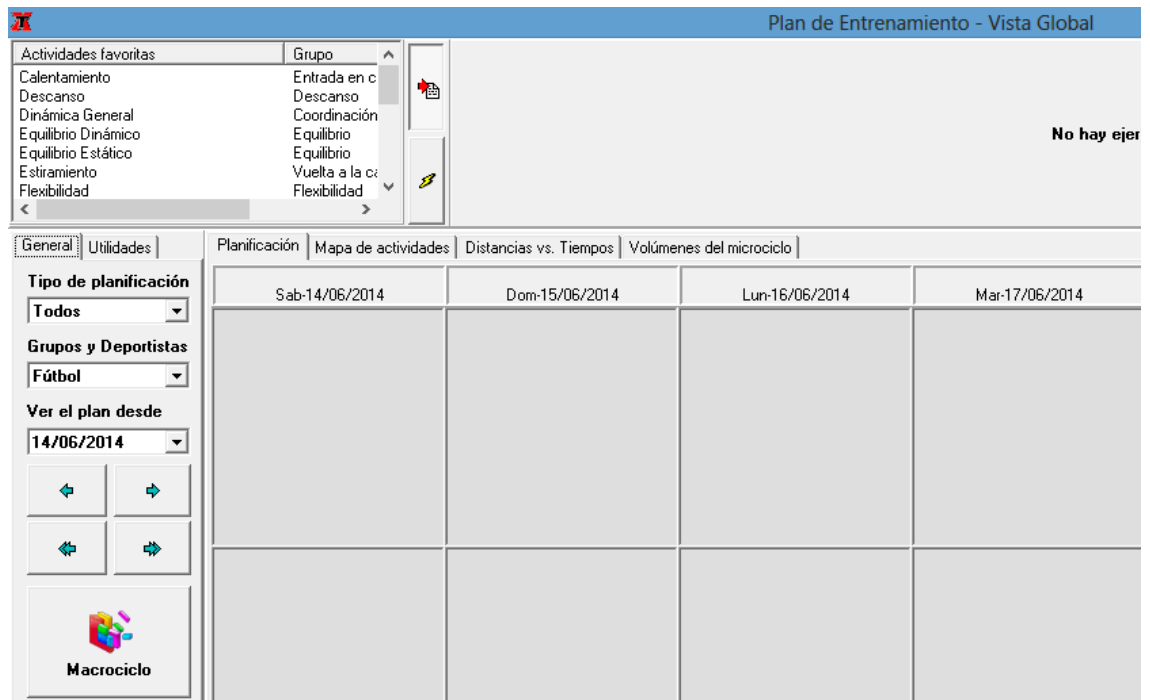 Plan de Entrenamiento - Vista Global
Actividades favoritas Grupo
Calentamiento Entrada en c
Descanso Descanso
Dinámica General Coordinación
Equilibrio Dinámico Equilibrio
Equilibrio Estático Equilibrio
Estiramiento Vuelta a la ca
Flexibilidad Flexibilidad
No hay ejer
General Utilidades
Planificación Mapa de actividades Distancias vs. Tiempos Volúmenes del microciclo
Tipo de planificación
Todos
Grupos y Deportistas
Fútbol
Ver el plan desde
14/06/2014
Macrociclo
Sab-14/06/2014 Dom-15/06/2014 Lun-16/06/2014 Mar-17/06/2014